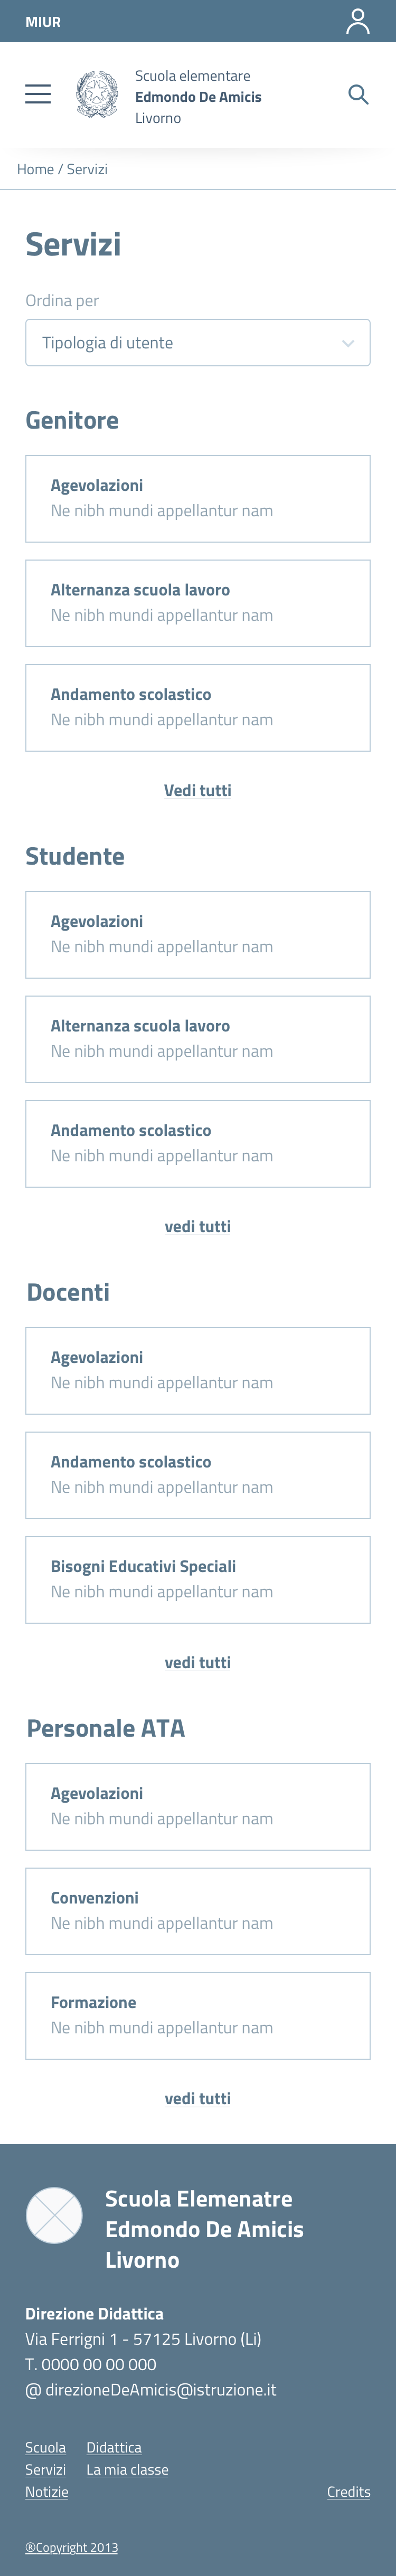 MIUR
Scuola elementare
Edmondo De Amicis
Livorno
Home / Servizi
Servizi
Ordina per
Tipologia di utente
Genitore
Agevolazioni
Ne nibh mundi appellantur nam
Alternanza scuola lavoro
Ne nibh mundi appellantur nam
Andamento scolastico
Ne nibh mundi appellantur nam
Vedi tutti
Studente
Agevolazioni
Ne nibh mundi appellantur nam
Alternanza scuola lavoro
Ne nibh mundi appellantur nam
Andamento scolastico
Ne nibh mundi appellantur nam
vedi tutti
Docenti
Agevolazioni
Ne nibh mundi appellantur nam
Andamento scolastico
Ne nibh mundi appellantur nam
Bisogni Educativi Speciali
Ne nibh mundi appellantur nam
vedi tutti
Personale ATA
Agevolazioni
Ne nibh mundi appellantur nam
Convenzioni
Ne nibh mundi appellantur nam
Formazione
Ne nibh mundi appellantur nam
vedi tutti
Scuola Elemenatre
Edmondo De Amicis
Livorno
Direzione Didattica
Via Ferrigni 1 - 57125 Livorno (Li)
T. 0000 00 00 000
@ direzioneDeAmicis@istruzione.it
Scuola Didattica
Servizi La mia classe
Notizie Credits
®Copyright 2013